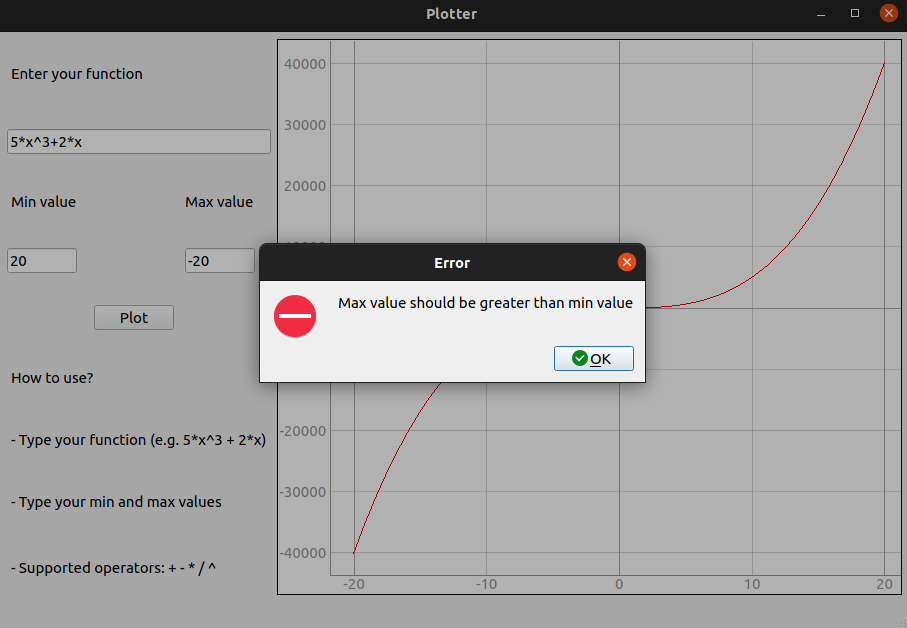 Plotter
Enter your function
5*x^3+2*x
Min value
Max value
20
-20
Plot
How to use?
- Type your function (e.g. 5*x^3 + 2*x)
- Type your min and max values
- Supported operators: + - * / ^
40000
30000
20000
-20000
-30000
-40000
-20
-10
0
10
20
Error
Max value should be greater than min value
OK